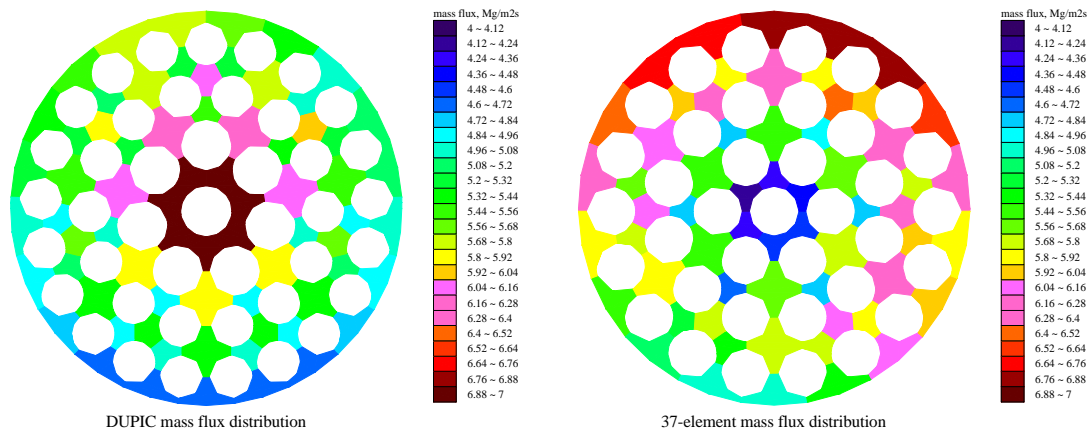 mass flux, Mg/m2s
4 ~ 4.12
4.12 ~ 4.24
4.24 ~ 4.36
4.36 ~ 4.48
4.48 ~ 4.6
4.6 ~ 4.72
4.72 ~ 4.84
4.84 ~ 4.96
4.96 ~ 5.08
5.08 ~ 5.2
5.2 ~ 5.32
5.32 ~ 5.44
5.44 ~ 5.56
5.56 ~ 5.68
5.68 ~ 5.8
5.8 ~ 5.92
5.92 ~ 6.04
6.04 ~ 6.16
6.16 ~ 6.28
6.28 ~ 6.4
6.4 ~ 6.52
6.52 ~ 6.64
6.64 ~ 6.76
6.76 ~ 6.88
6.88 ~ 7
DUPIC mass flux distribution
mass flux, Mg/m2s
4 ~ 4.12
4.12 ~ 4.24
4.24 ~ 4.36
4.36 ~ 4.48
4.48 ~ 4.6
4.6 ~ 4.72
4.72 ~ 4.84
4.84 ~ 4.96
4.96 ~ 5.08
5.08 ~ 5.2
5.2 ~ 5.32
5.32 ~ 5.44
5.44 ~ 5.56
5.56 ~ 5.68
5.68 ~ 5.8
5.8 ~ 5.92
5.92 ~ 6.04
6.04 ~ 6.16
6.16 ~ 6.28
6.28 ~ 6.4
6.4 ~ 6.52
6.52 ~ 6.64
6.64 ~ 6.76
6.76 ~ 6.88
6.88 ~ 7
37-element mass flux distribution